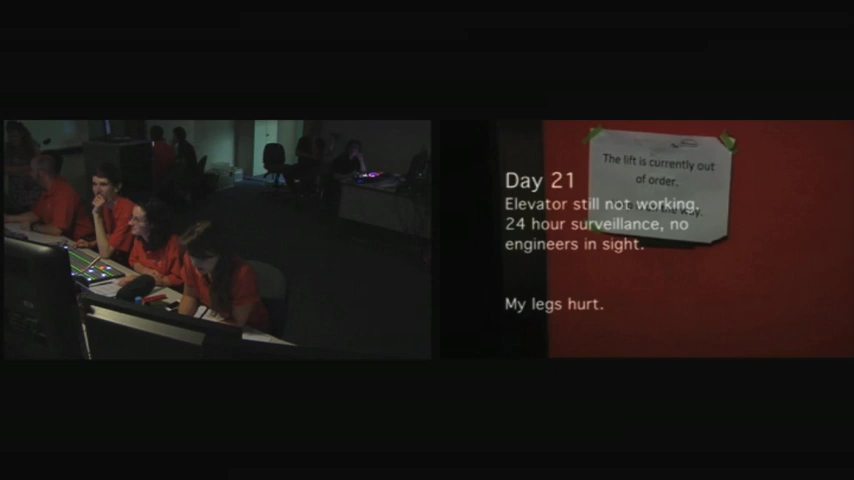 Day 21
Elevator still not working.
24 hour surveillance, no
engineers in sight.
My legs hurt.
The lift is currently out
of order.
way.